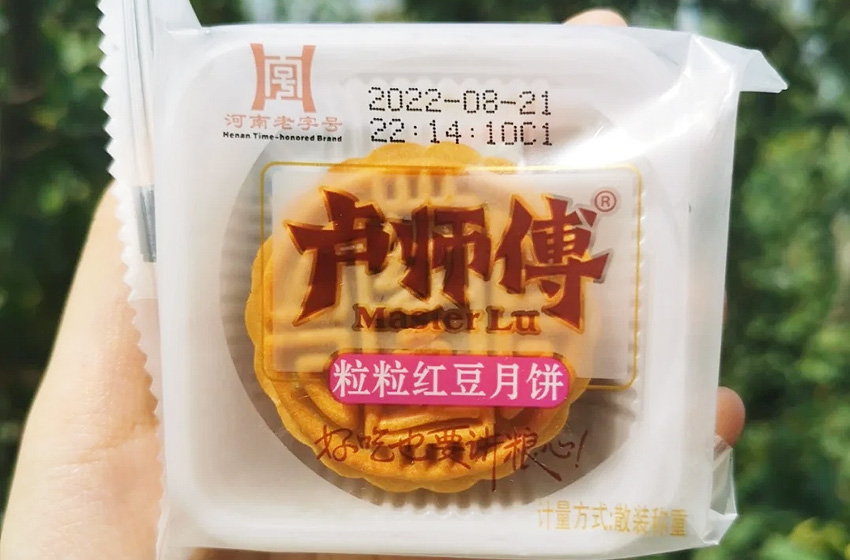 河南老字号
Henan Time-honored Brand
2022-08-21
22:14:10C1
卢师傅®
Master Lu
粒粒红豆月饼
好吃也要讲粮心!
计量方式:散装称重